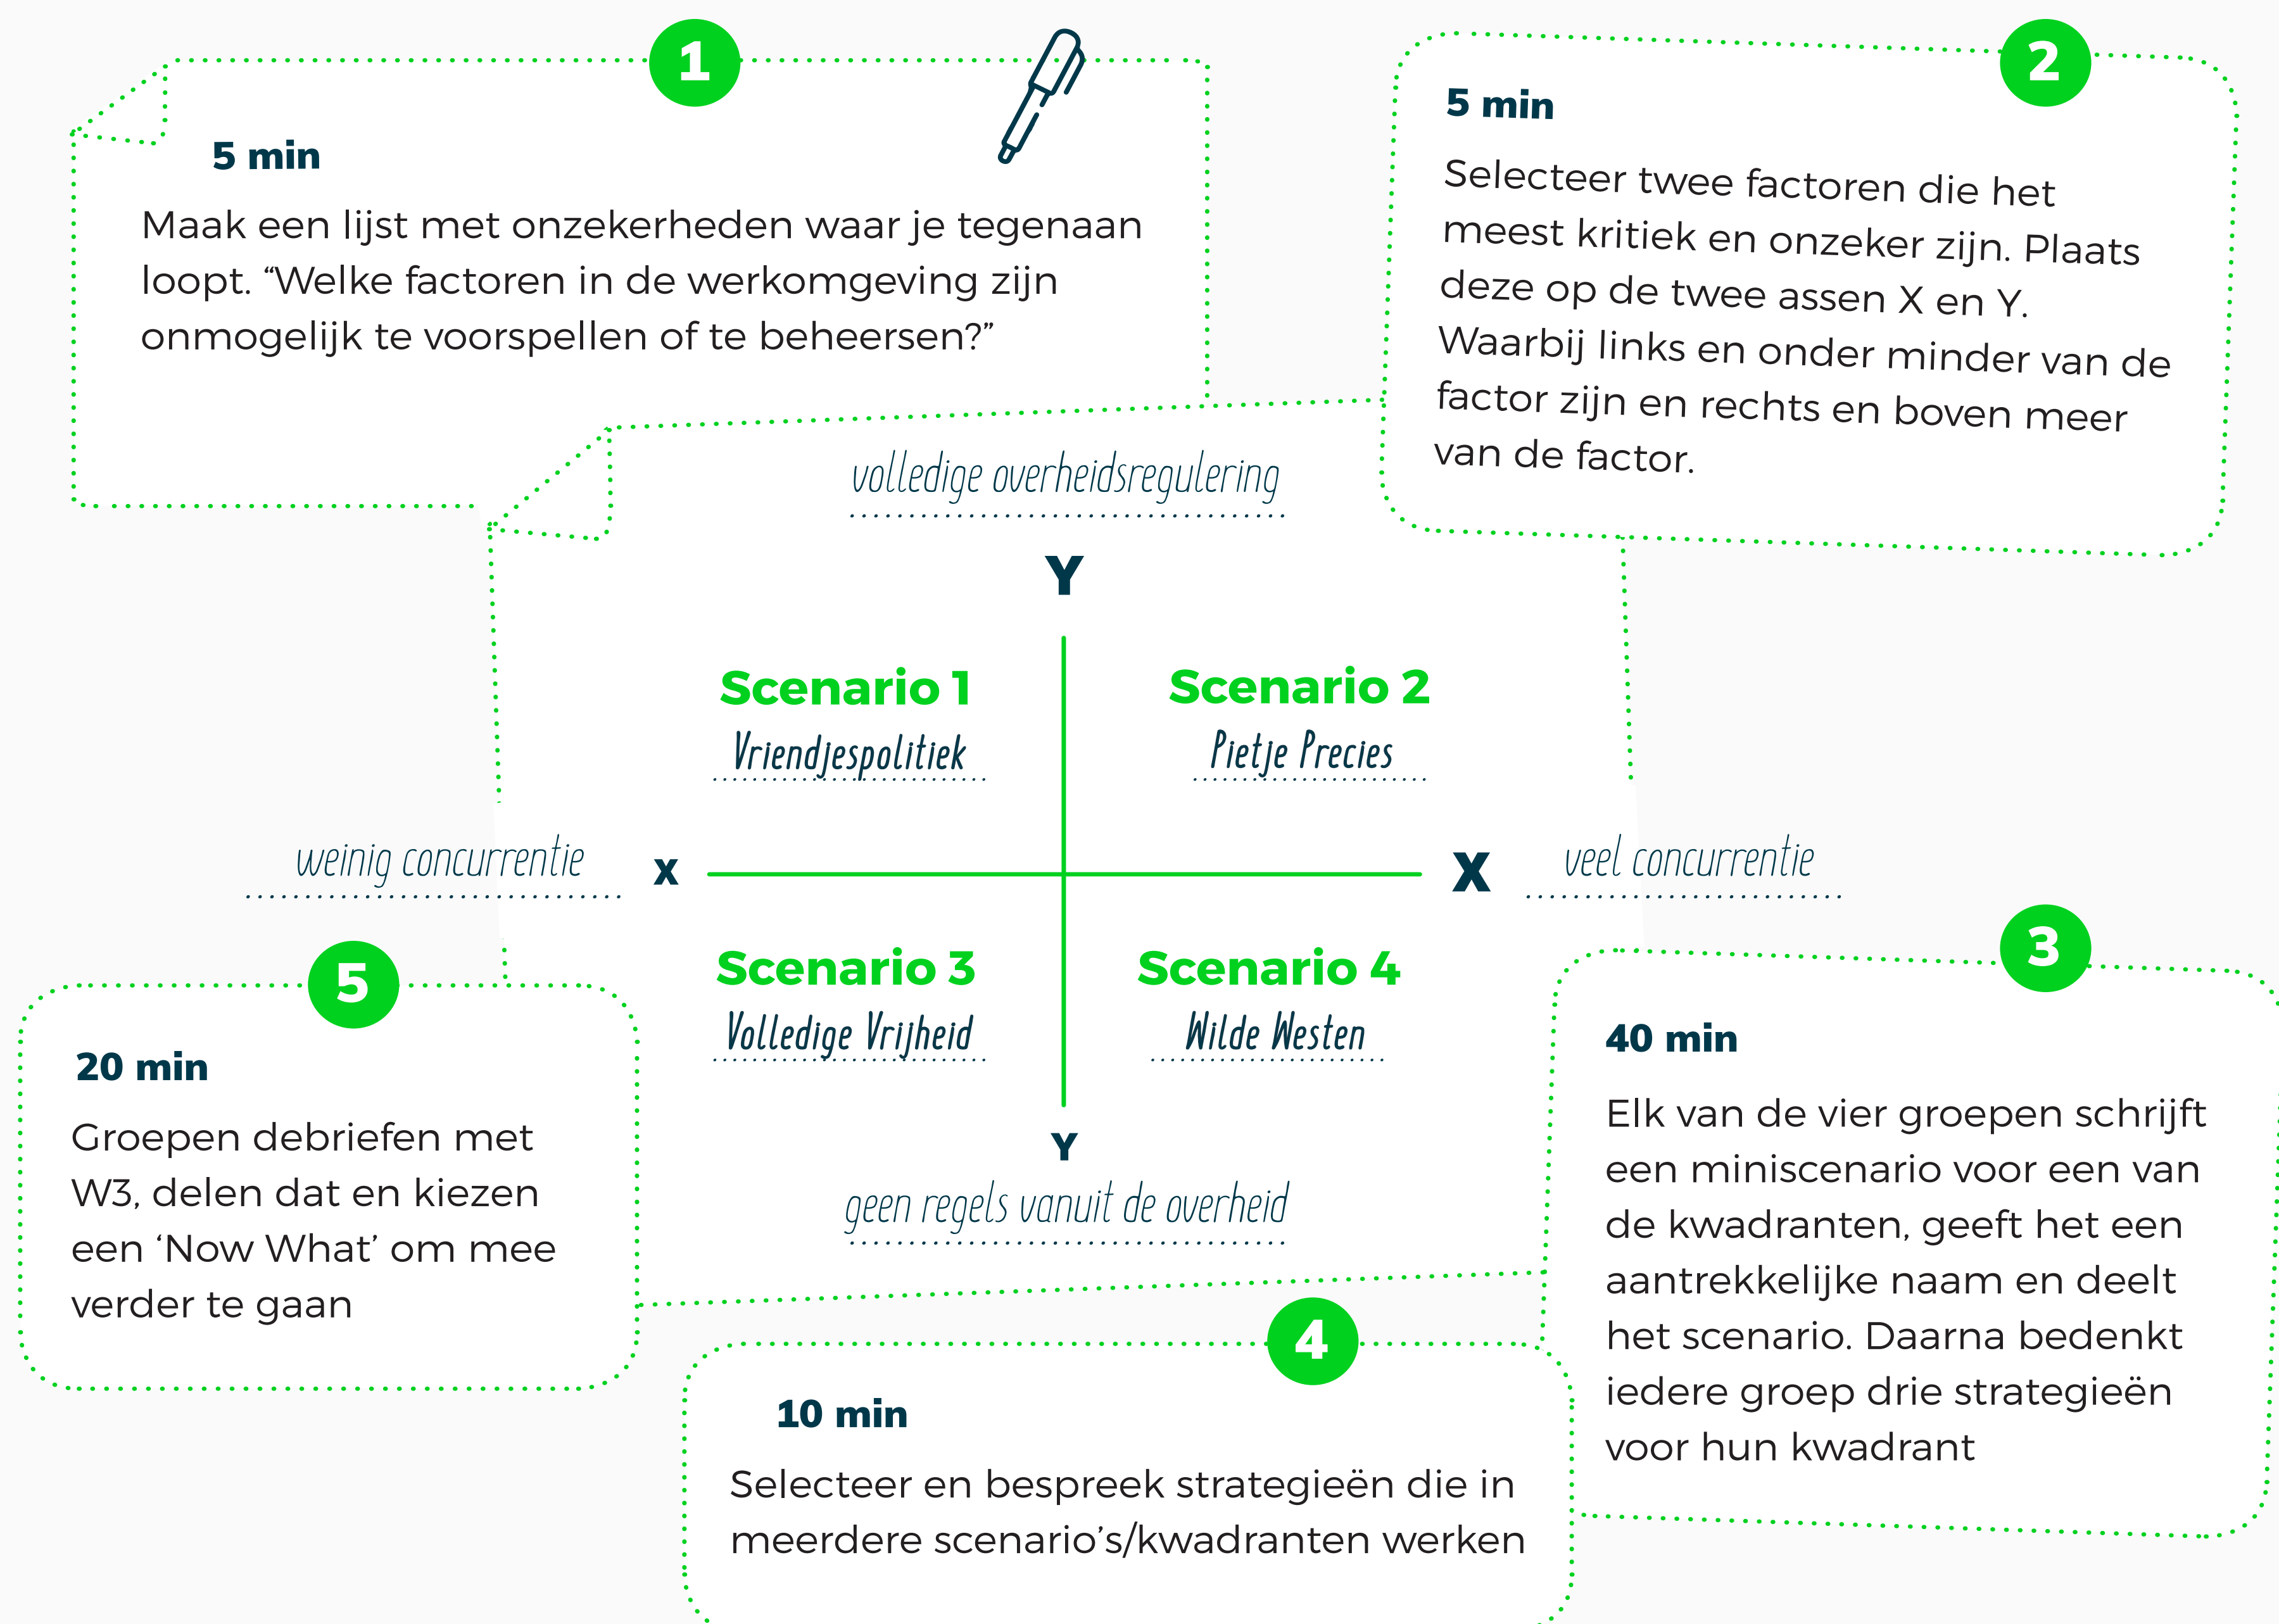 1
5 min
Maak een lijst met onzekerheden waar je tegenaan
loopt. “Welke factoren in de werkomgeving zijn
onmogelijk te voorspellen of te beheersen?”
2
5 min
Selecteer twee factoren die het
meest kritiek en onzeker zijn. Plaats
deze op de twee assen X en Y.
Waarbij links en onder minder van de
factor zijn en rechts en boven meer
van de factor.
volledige overheidsregulering
Y
Scenario 1
Vriendjespolitiek
Scenario 2
Pietje Precies
weinig concurrentie
X
X
veel concurrentie
Scenario 3
Volledige Vrijheid
Scenario 4
Wilde Westen
Y
geen regels vanuit de overheid
3
40 min
Elk van de vier groepen schrijft
een miniscenario voor een van
de kwadranten, geeft het een
aantrekkelijke naam en deelt
het scenario. Daarna bedenkt
iedere groep drie strategieën
voor hun kwadrant
4
10 min
Selecteer en bespreek strategieën die in
meerdere scenario’s/kwadranten werken
5
20 min
Groepen debriefen met
W3, delen dat en kiezen
een ‘Now What’ om mee
verder te gaan